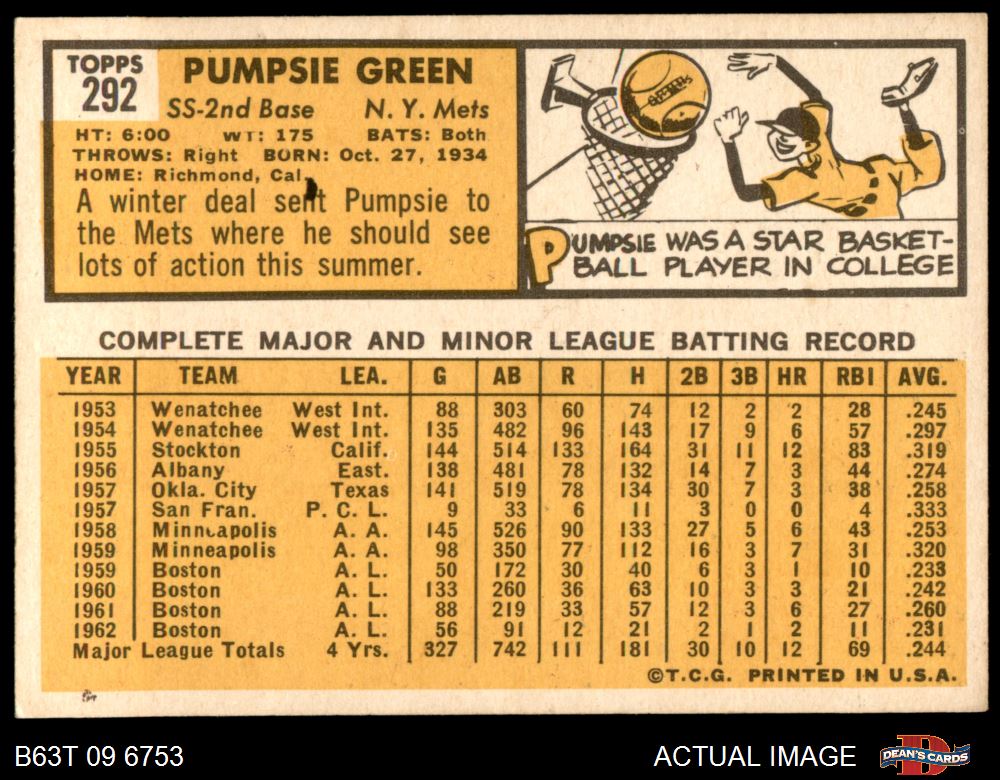 TOPPS
292
PUMPSIE GREEN
SS-2nd Base N. Y. Mets
HT: 6:00 WT: 175 BATS: Both
THROWS: Right BORN: Oct. 27, 1934
HOME: Richmond, Cal.
A winter deal sent Pumpsie to
the Mets where he should see
lots of action this summer.
PUMPSIE WAS A STAR BASKET-
BALL PLAYER IN COLLEGE
COMPLETE MAJOR AND MINOR LEAGUE BATTING RECORD
YEAR TEAM LEA. G AB R H 2B 3B HR RBI AVG.
1953 Wenatchee West Int. 88 303 60 74 12 2 2 28 .245
1954 Wenatchee West Int. 135 482 96 143 17 9 6 57 .297
1955 Stockton Calif. 144 514 133 164 31 11 12 83 .319
1956 Albany East. 138 481 78 132 14 7 3 44 .274
1957 Okla. City Texas 141 519 78 134 30 7 3 38 .258
1957 San Fran. P. C. L. 9 33 6 11 3 0 0 4 .333
1958 Minneapolis A. A. 145 526 90 133 27 5 6 43 .253
1959 Minneapolis A. A. 98 350 77 112 16 3 7 31 .320
1959 Boston A. L. 50 172 30 40 6 3 1 10 .233
1960 Boston A. L. 133 260 36 63 10 3 3 21 .242
1961 Boston A. L. 88 219 33 57 12 3 6 27 .260
1962 Boston A. L. 56 91 12 21 2 1 2 11 .231
Major League Totals 4 Yrs. 327 742 111 181 30 10 12 69 .244
©T.C.G. PRINTED IN U.S.A.
B63T 09 6753 ACTUAL IMAGE DEAN'S CARDS